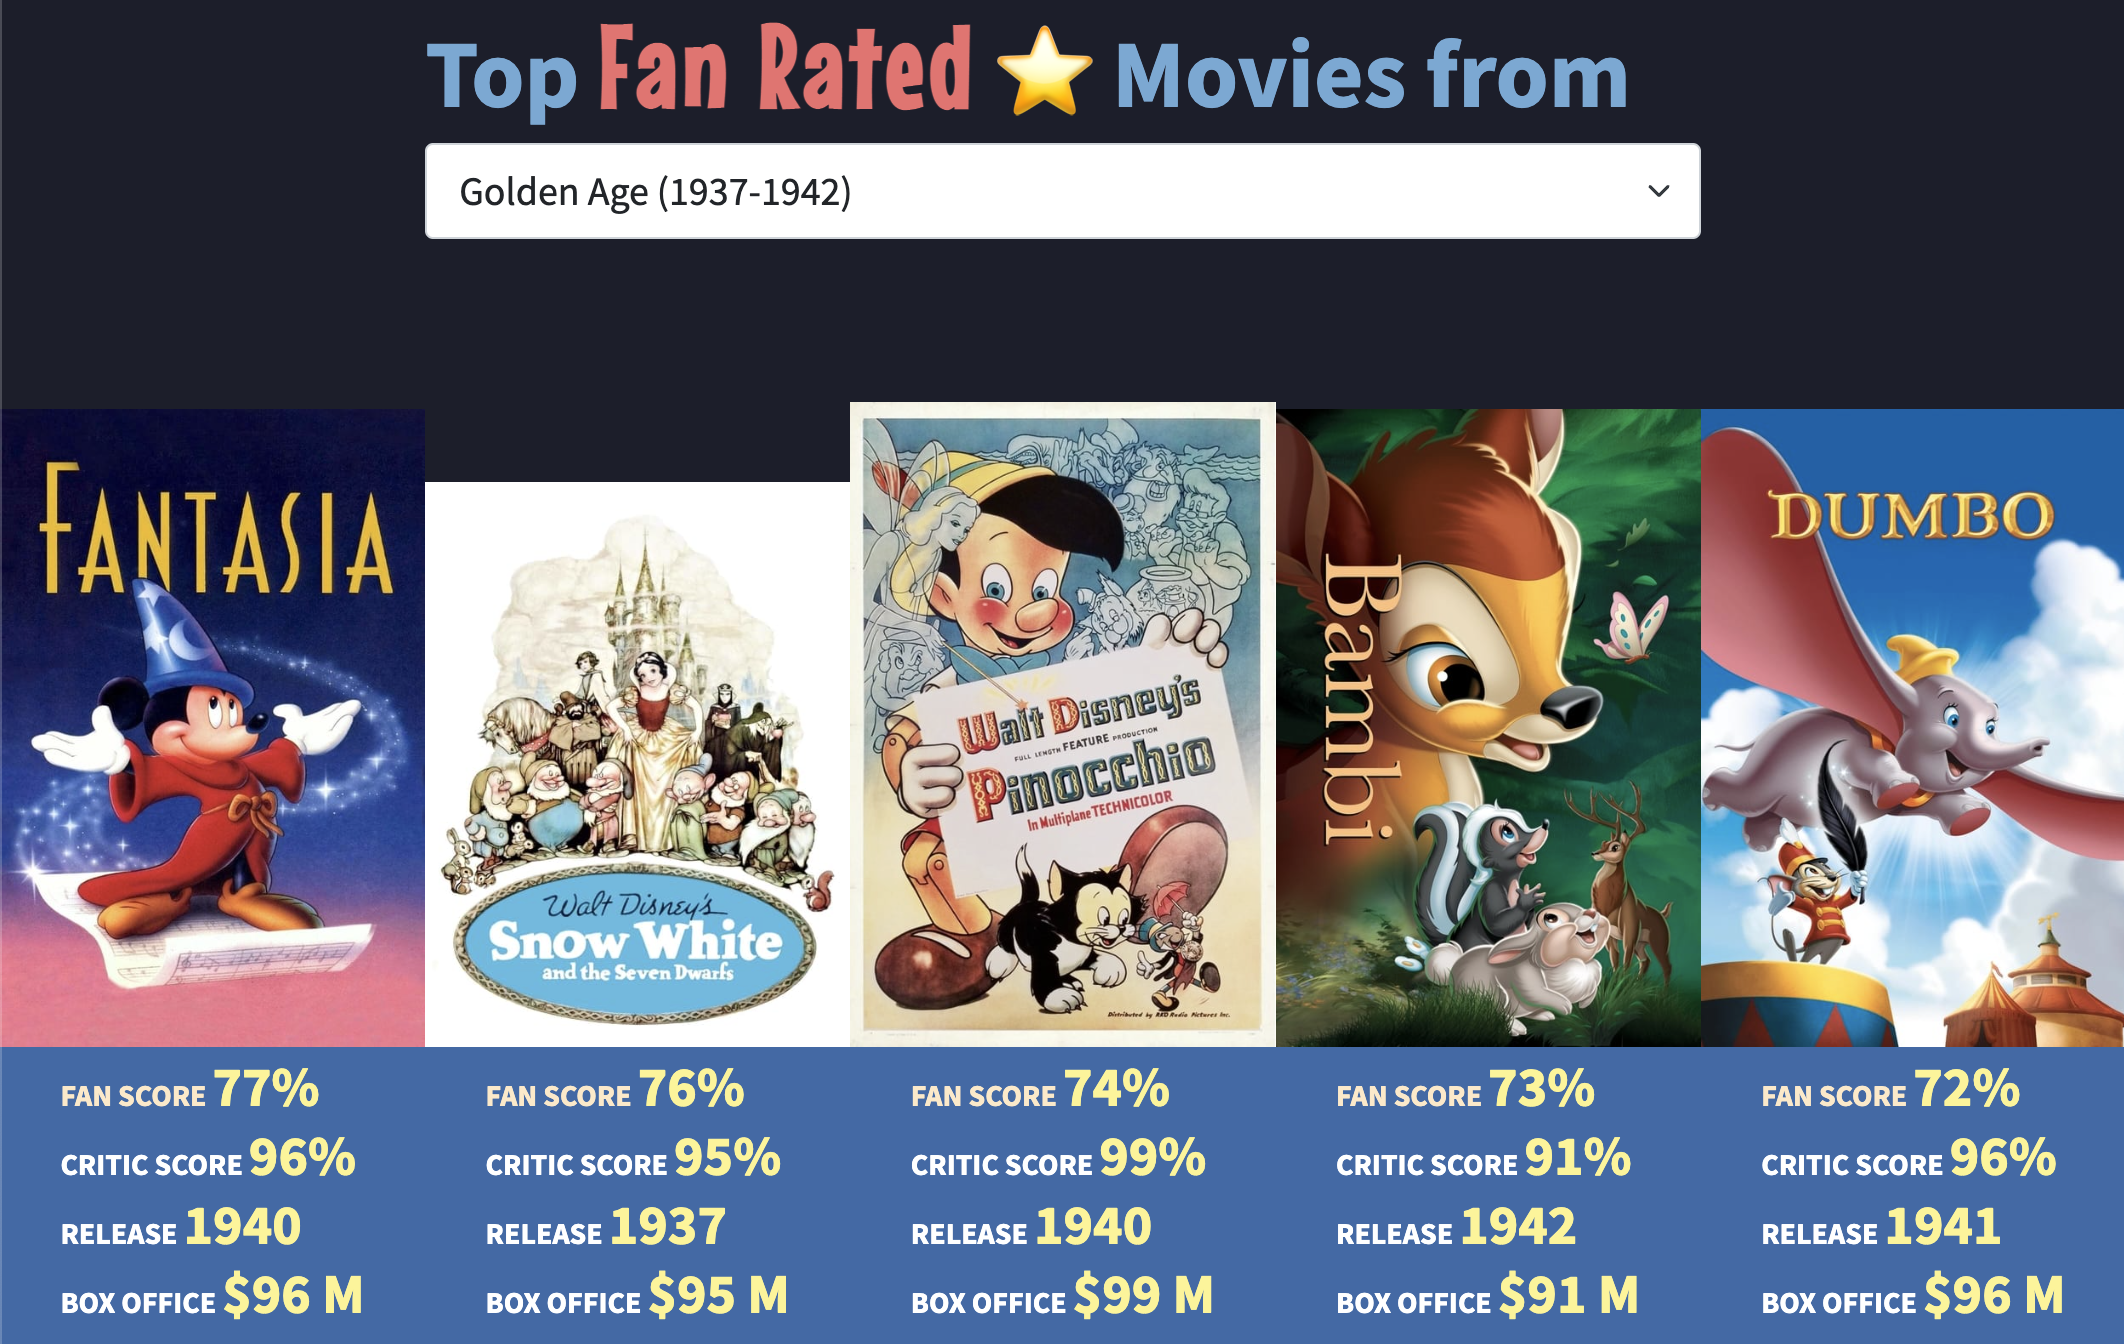 Top Fan Rated ⭐ Movies from
Golden Age (1937-1942)
FANTASIA
Walt Disney's
Snow White
and the Seven Dwarfs
Walt Disney's
FULL LENGTH FEATURE PRODUCTION
Pinocchio
In Multiplane TECHNICOLOR
Distributed by RKO Radio Pictures Inc.
Bambi
DUMBO
FAN SCORE 77%
CRITIC SCORE 96%
RELEASE 1940
BOX OFFICE $96 M
FAN SCORE 76%
CRITIC SCORE 95%
RELEASE 1937
BOX OFFICE $95 M
FAN SCORE 74%
CRITIC SCORE 99%
RELEASE 1940
BOX OFFICE $99 M
FAN SCORE 73%
CRITIC SCORE 91%
RELEASE 1942
BOX OFFICE $91 M
FAN SCORE 72%
CRITIC SCORE 96%
RELEASE 1941
BOX OFFICE $96 M